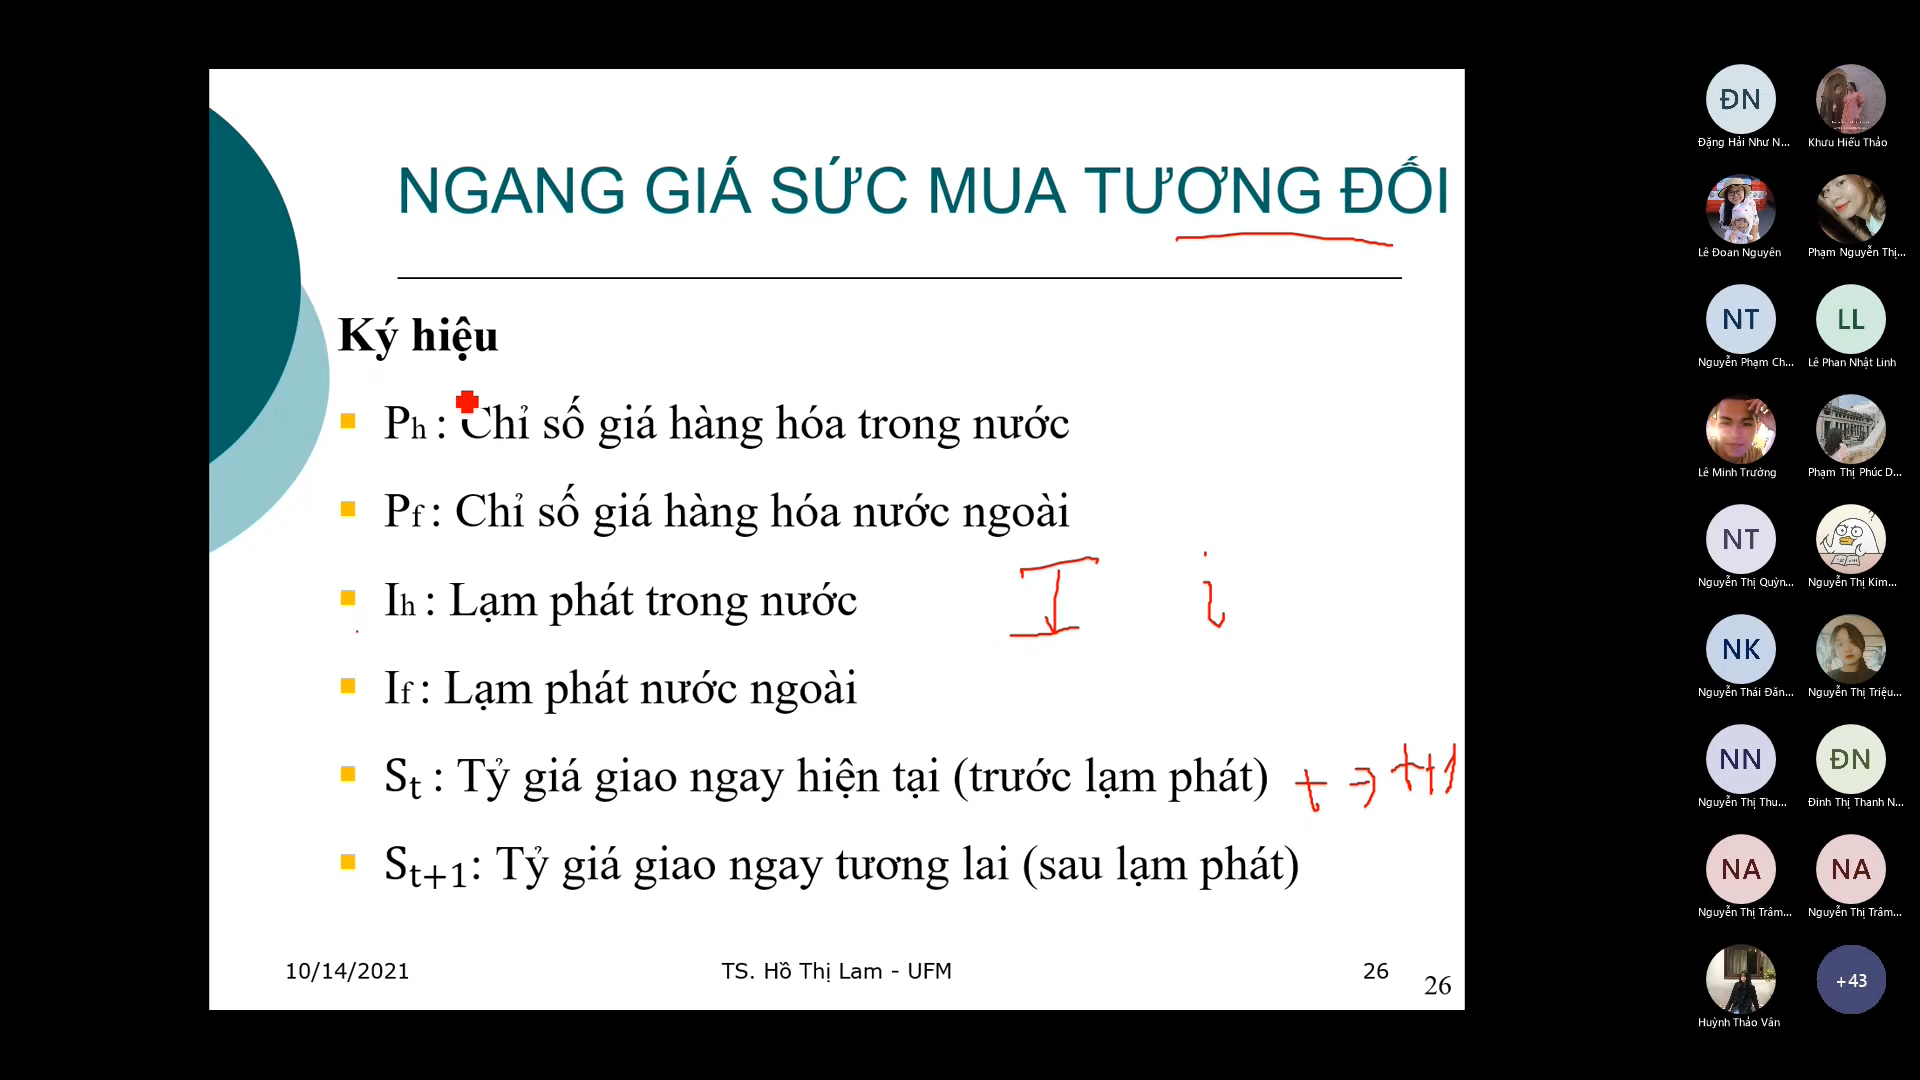 NGANG GIÁ SỨC MUA TƯƠNG ĐỐI
Ký hiệu
Ph : Chỉ số giá hàng hóa trong nước
Pf : Chỉ số giá hàng hóa nước ngoài
Ih : Lạm phát trong nước
I i
If : Lạm phát nước ngoài
St : Tỷ giá giao ngay hiện tại (trước lạm phát)
t → t+1
St+1: Tỷ giá giao ngay tương lai (sau lạm phát)
10/14/2021 TS. Hồ Thị Lam - UFM 26
26
ĐN
Đặng Hải Như N... Khưu Hiếu Thảo
Lê Đoan Nguyên Phạm Nguyễn Thị...
NT LL
Nguyễn Phạm Ch... Lê Phan Nhật Linh
Lê Minh Trường Phạm Thị Phúc D...
NT
Nguyễn Thị Quỳn... Nguyễn Thị Kim...
NK
Nguyễn Thái Đăn... Nguyễn Thị Triệu...
NN ĐN
Nguyễn Thị Thu... Đinh Thị Thanh N...
NA NA
Nguyễn Thị Trâm... Nguyễn Thị Trâm...
+43
Huỳnh Thảo Vân